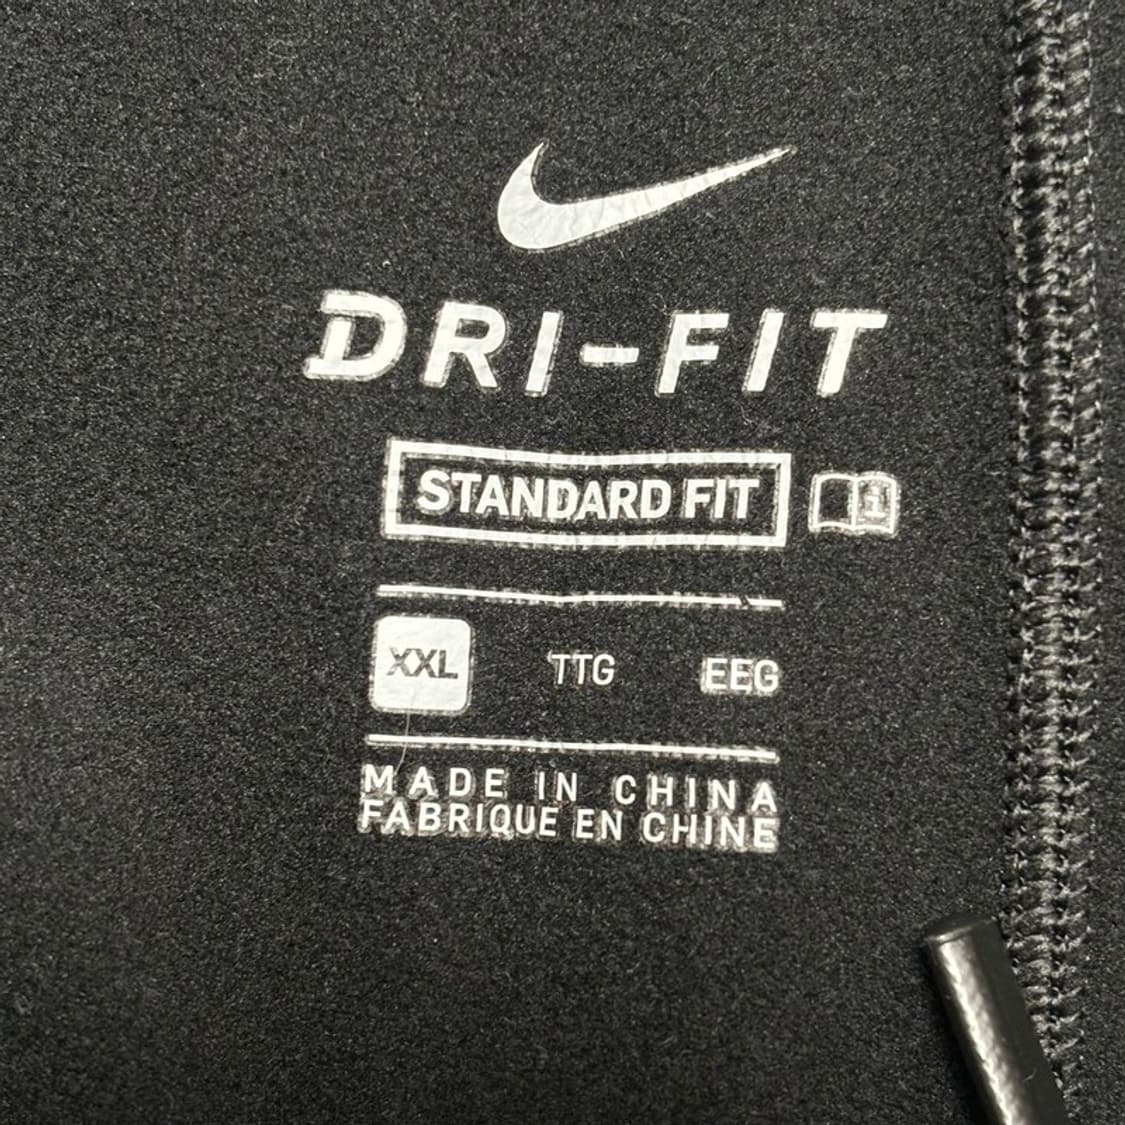 DRI-FIT
STANDARD FIT i
XXL TTG EEG
MADE IN CHINA
FABRIQUE EN CHINE